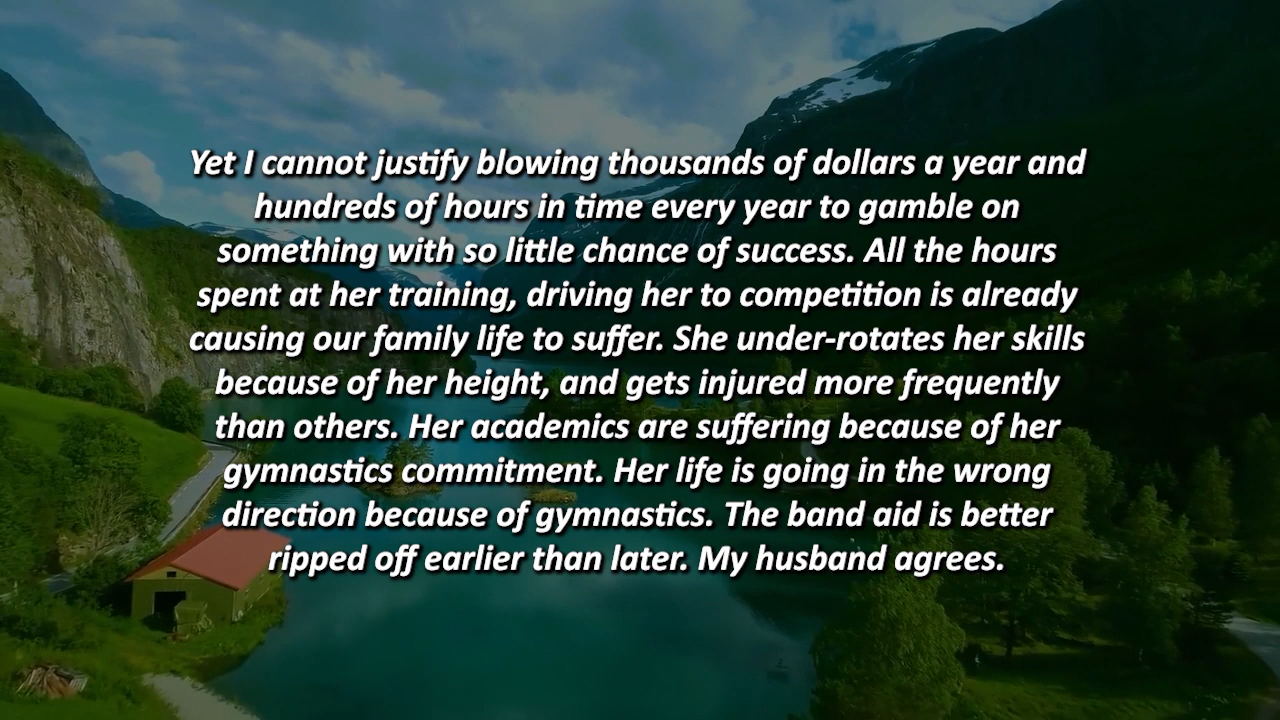 Yet I cannot justify blowing thousands of dollars a year and
hundreds of hours in time every year to gamble on
something with so little chance of success. All the hours
spent at her training, driving her to competition is already
causing our family life to suffer. She under-rotates her skills
because of her height, and gets injured more frequently
than others. Her academics are suffering because of her
gymnastics commitment. Her life is going in the wrong
direction because of gymnastics. The band aid is better
ripped off earlier than later. My husband agrees.